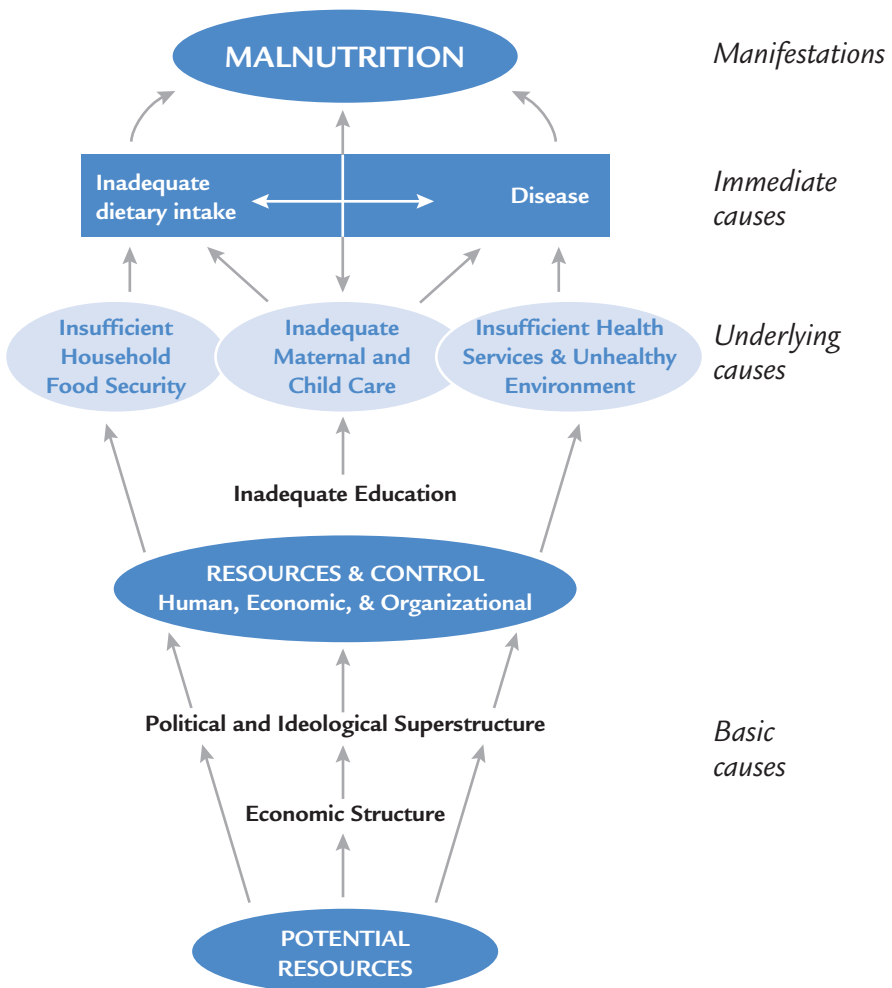 MALNUTRITION
Manifestations
Inadequate
dietary intake
Disease
Immediate
causes
Insufficient
Household
Food Security
Inadequate
Maternal and
Child Care
Insufficient Health
Services & Unhealthy
Environment
Underlying
causes
Inadequate Education
RESOURCES & CONTROL
Human, Economic, & Organizational
Political and Ideological Superstructure
Basic
causes
Economic Structure
POTENTIAL
RESOURCES